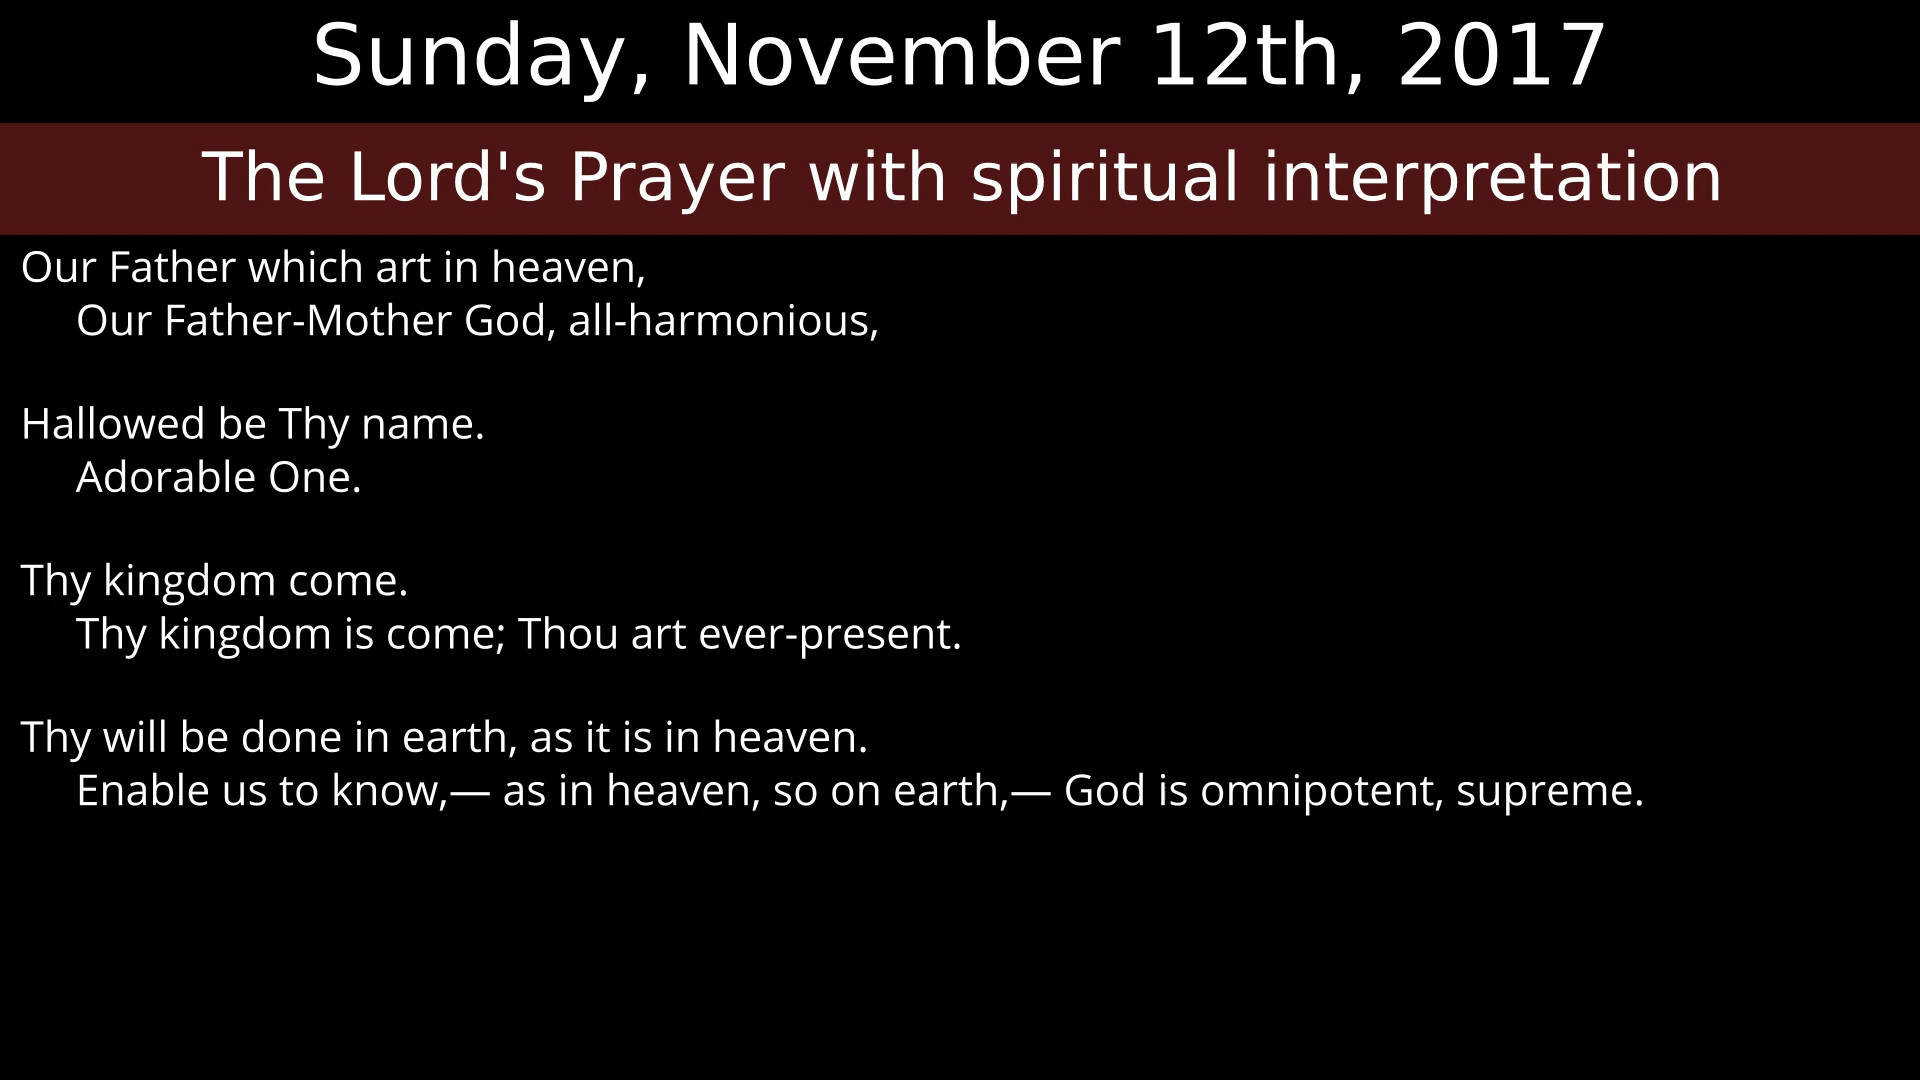 Sunday, November 12th, 2017
The Lord's Prayer with spiritual interpretation
Our Father which art in heaven,
Our Father-Mother God, all-harmonious,
Hallowed be Thy name.
Adorable One.
Thy kingdom come.
Thy kingdom is come; Thou art ever-present.
Thy will be done in earth, as it is in heaven.
Enable us to know,— as in heaven, so on earth,— God is omnipotent, supreme.